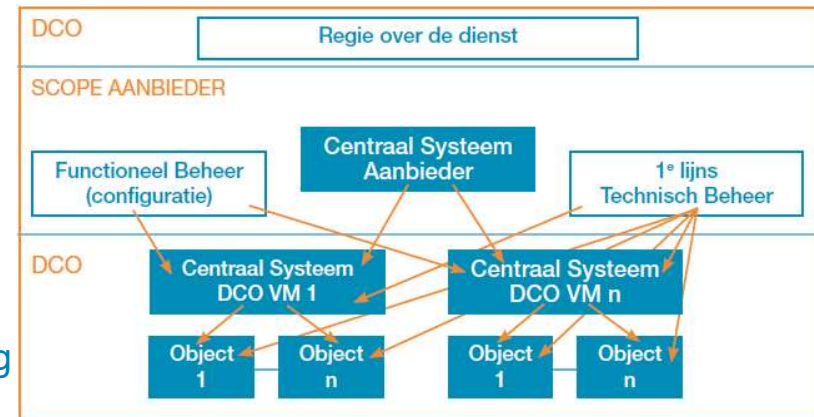 DCO
Regie over de dienst
SCOPE AANBIEDER
Centraal Systeem
Aanbieder
Functioneel Beheer
(configuratie)
1e lijns
Technisch Beheer
DCO
Centraal Systeem
DCO VM 1
Centraal Systeem
DCO VM n
Object
1
Object
n
Object
1
Object
n
g